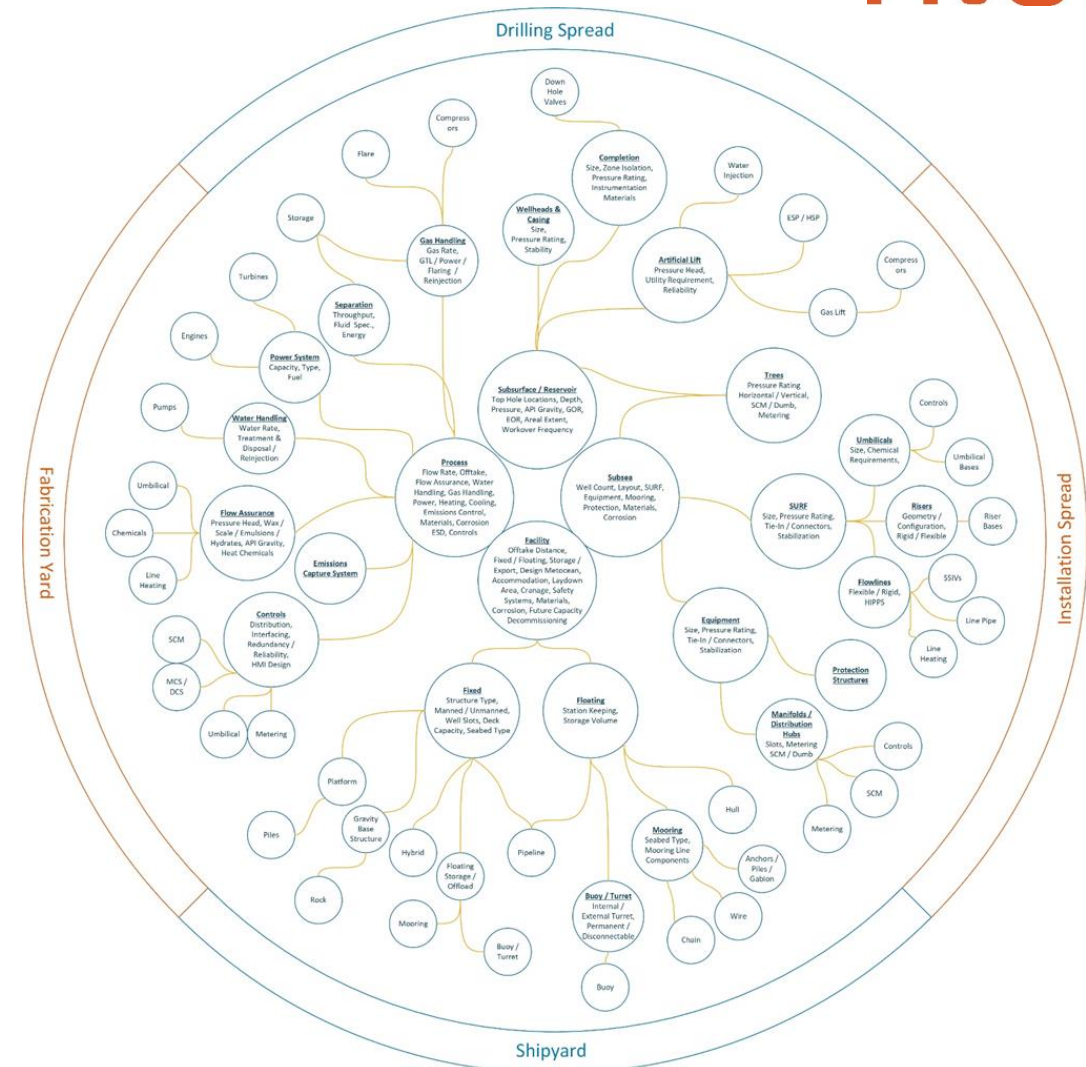 Drilling Spread
Down
Hole
Valves
Compress
ors
Flare
Completion
Size, Zone Isolation,
Pressure Rating,
Instrumentation
Materials
Water
Injection
Storage
Wellheads &
Casing
Size,
Pressure Rating,
Stability
ESP / HSP
Gas Handling
Gas Rate,
GTL / Power /
Flaring /
Reinjection
Artificial Lift
Pressure Head,
Utility Requirement,
Reliability
Compress
ors
Turbines
Separation
Throughput,
Fluid Spec.,
Energy
Gas Lift
Engines
Power System
Capacity, Type,
Fuel
Subsurface / Reservoir
Top Hole Locations, Depth,
Pressure, API Gravity, GOR,
EOR, Areal Extent,
Workover Frequency
Trees
Pressure Rating
Horizontal / Vertical,
SCM / Dumb,
Metering
Pumps
Water Handling
Water Rate,
Treatment &
Disposal /
Reinjection
Controls
Umbilicals
Size, Chemical
Requirements,
Umbilical
Bases
Process
Flow Rate, Offtake,
Flow Assurance, Water
Handling, Gas Handling,
Power, Heating, Cooling,
Emissions Control,
Materials, Corrosion
ESD, Controls
Subsea
Well Count, Layout, SURF,
Equipment, Mooring,
Protection, Materials,
Corrosion
Umbilical
Chemicals
Line
Heating
Flow Assurance
Pressure Head, Wax /
Scale / Emulsions /
Hydrates, API Gravity,
Heat Chemicals
SURF
Size, Pressure Rating,
Tie-In / Connectors,
Stabilization
Risers
Geometry /
Configuration,
Rigid / Flexible
Riser
Bases
Fabrication Yard
Installation Spread
Emissions
Capture System
Facility
Offtake Distance,
Fixed / Floating, Storage /
Export, Design Metocean,
Accommodation, Laydown
Area, Cranage, Safety
Systems, Materials,
Corrosion, Future Capacity
Decommissioning
Flowlines
Flexible / Rigid,
HIPPS
SSIVs
Line Pipe
Line
Heating
Controls
Distribution,
Interfacing,
Redundancy /
Reliability,
HMI Design
SCM
MCS /
DCS
Umbilical
Metering
Equipment
Size, Pressure Rating,
Tie-In / Connectors,
Stabilization
Protection
Structures
Fixed
Structure Type,
Manned / Unmanned,
Well Slots, Deck
Capacity, Seabed Type
Floating
Station Keeping,
Storage Volume
Manifolds /
Distribution
Hubs
Slots, Metering
SCM / Dumb
Controls
SCM
Metering
Platform
Piles
Gravity
Base
Structure
Rock
Hybrid
Floating
Storage /
Offload
Mooring
Buoy /
Turret
Pipeline
Hull
Mooring
Seabed Type,
Mooring Line
Components
Anchors /
Piles /
Gabion
Wire
Chain
Buoy / Turret
Internal /
External Turret,
Permanent /
Disconnectable
Buoy
Shipyard